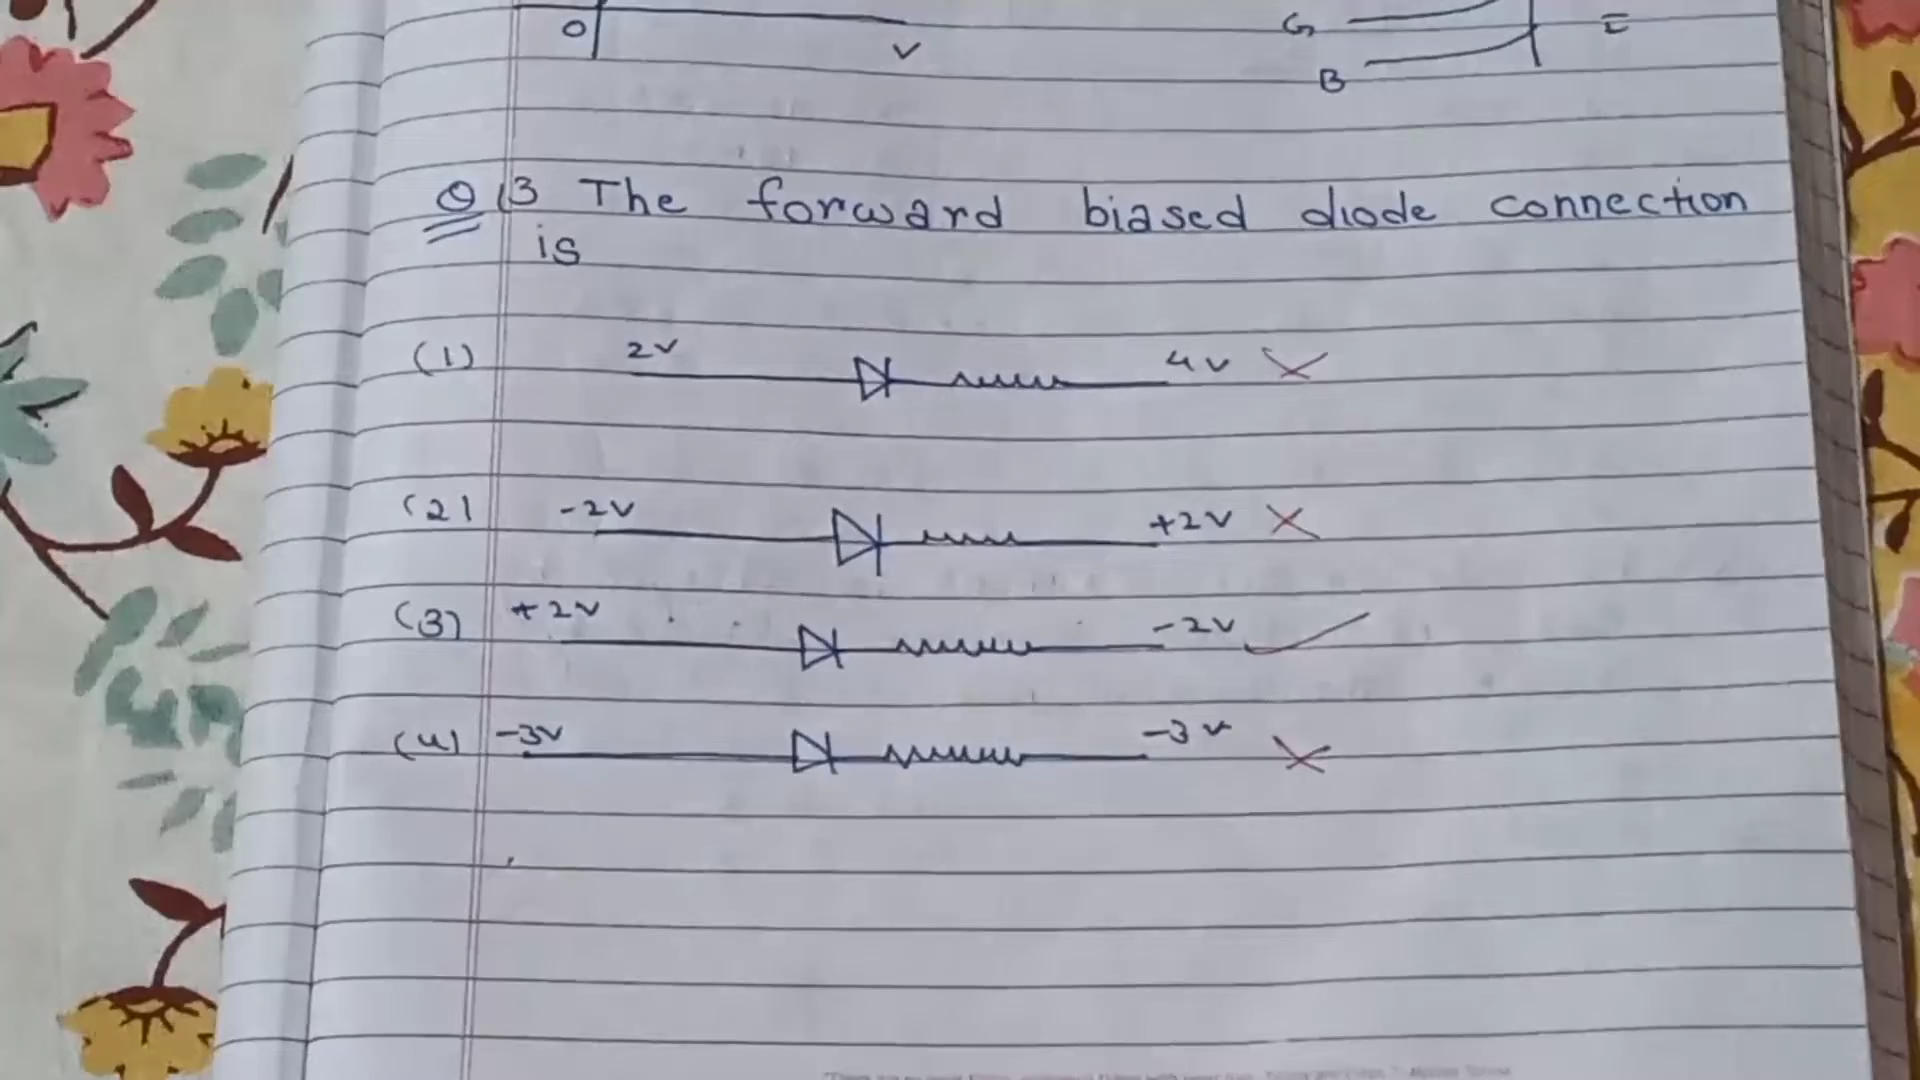 O
V
G
B
Q 13 The forward biased diode connection
is
(1) 2V 4V
(2) -2V +2V
(3) +2V -2V
(4) -3V -3V